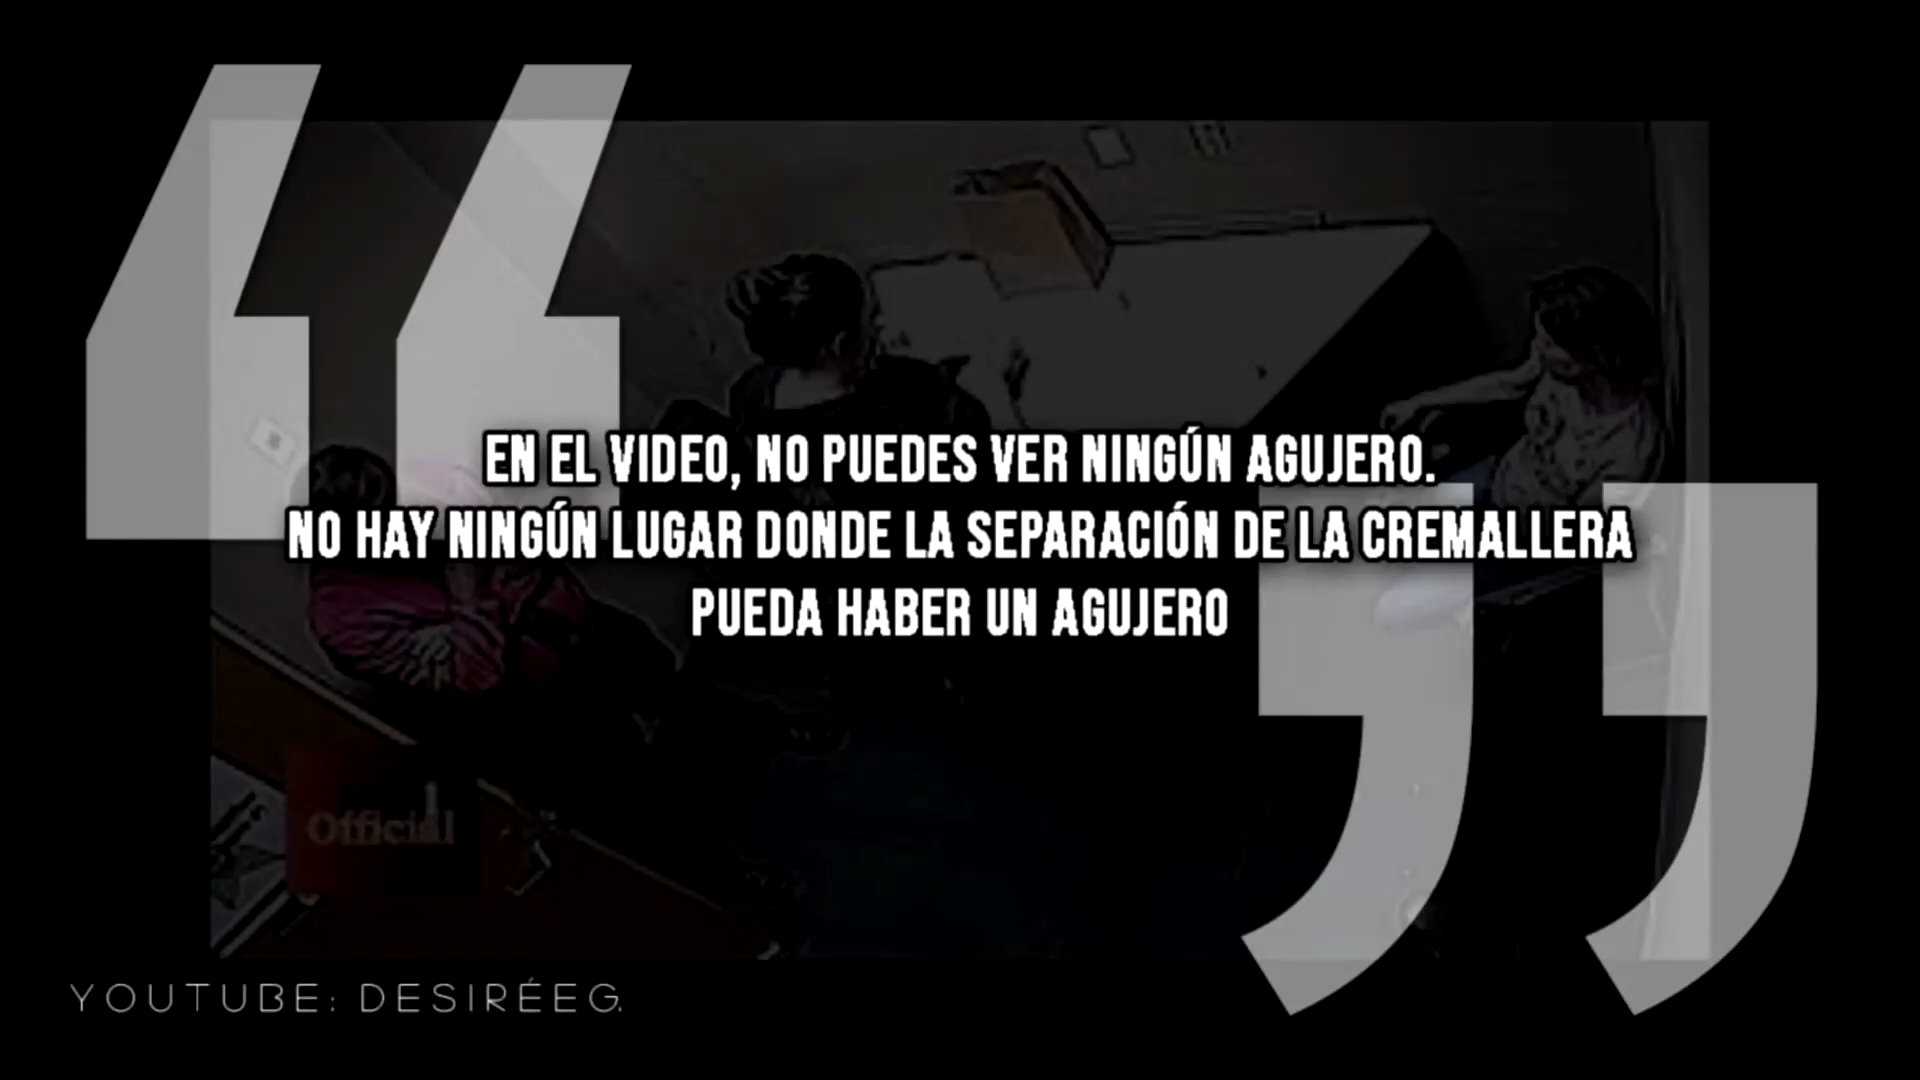 EN EL VIDEO, NO PUEDES VER NINGÚN AGUJERO.
NO HAY NINGÚN LUGAR DONDE LA SEPARACIÓN DE LA CREMALLERA
PUEDA HABER UN AGUJERO
Official
YOUTUBE: DESIRÉEG.